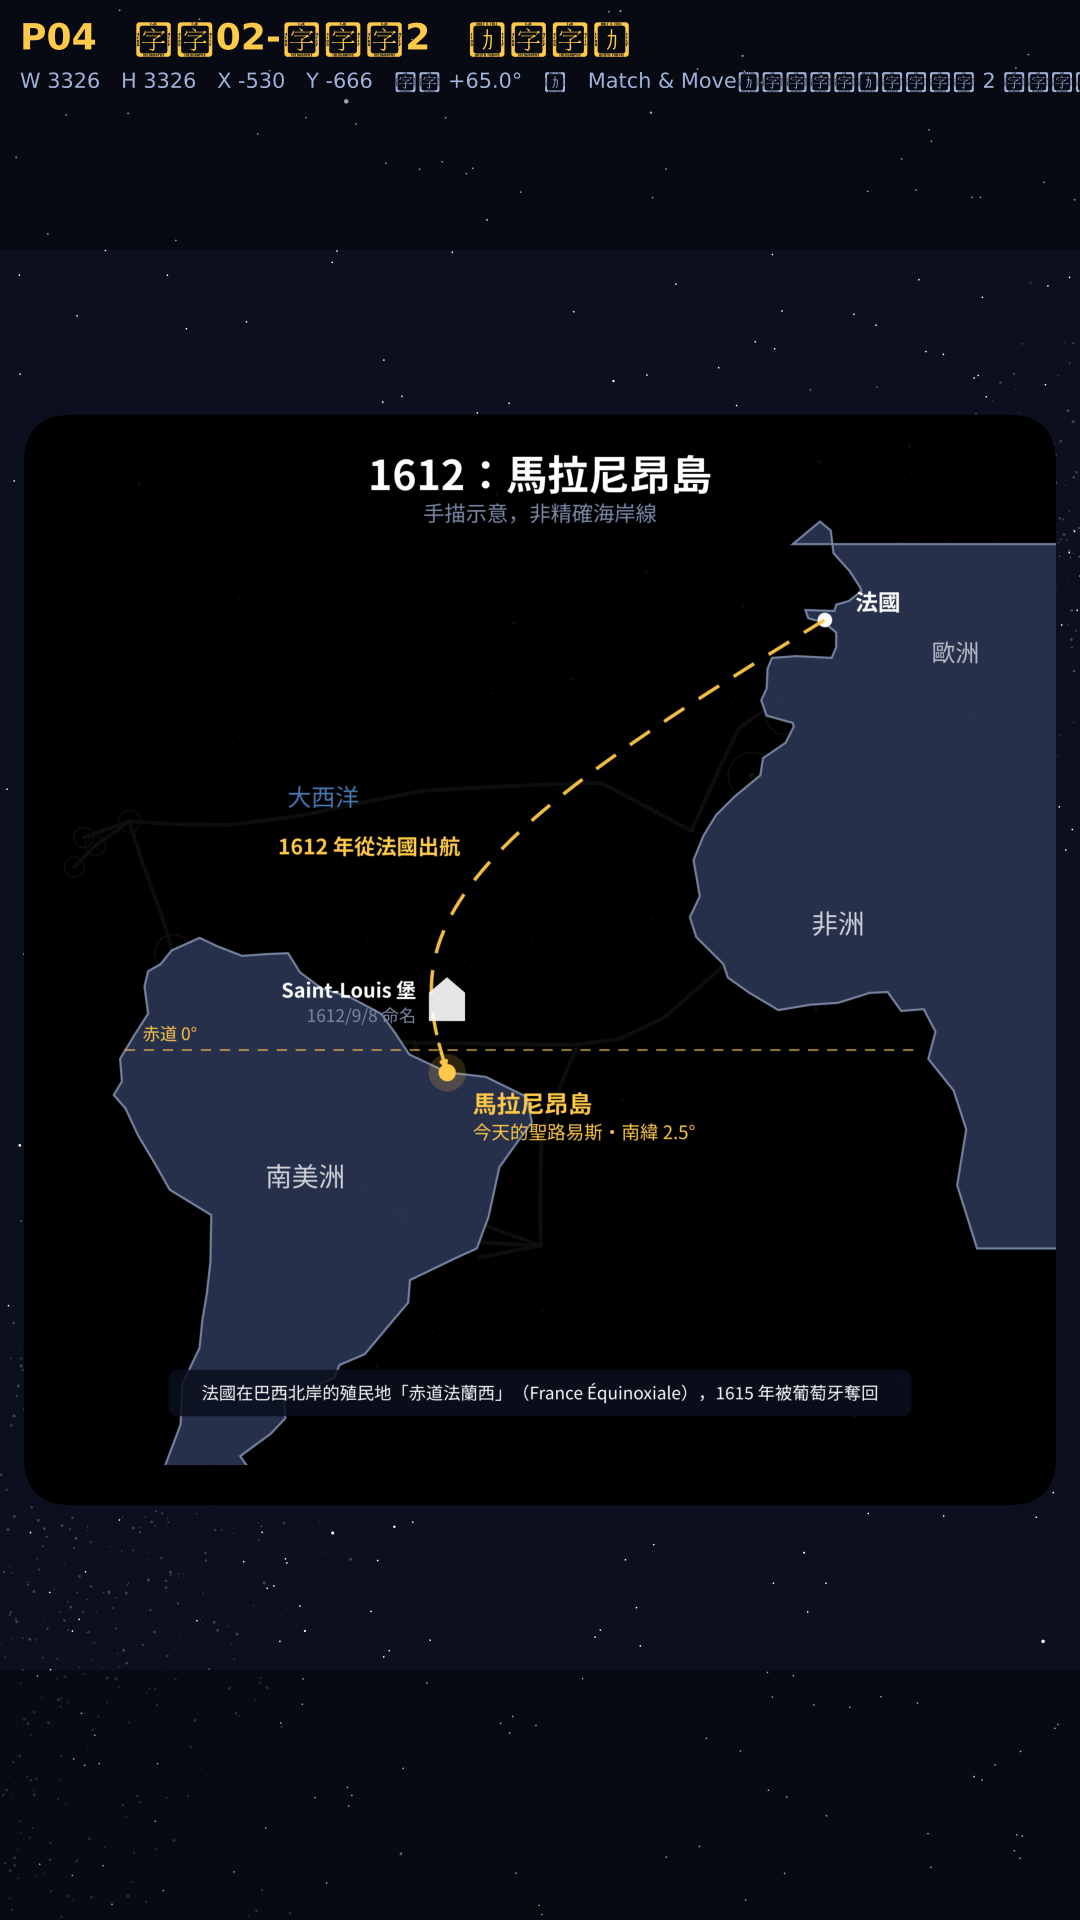 P04 02-2
W 3326 H 3326 X -530 Y -666 +65.0° Match & Move 2
1612：馬拉尼昂島
手描示意，非精確海岸線
法國
歐洲
大西洋
1612 年從法國出航
非洲
Saint-Louis 堡
1612/9/8 命名
赤道 0°
馬拉尼昂島
今天的聖路易斯・南緯 2.5°
南美洲
法國在巴西北岸的殖民地「赤道法蘭西」（France Équinoxiale），1615 年被葡萄牙奪回